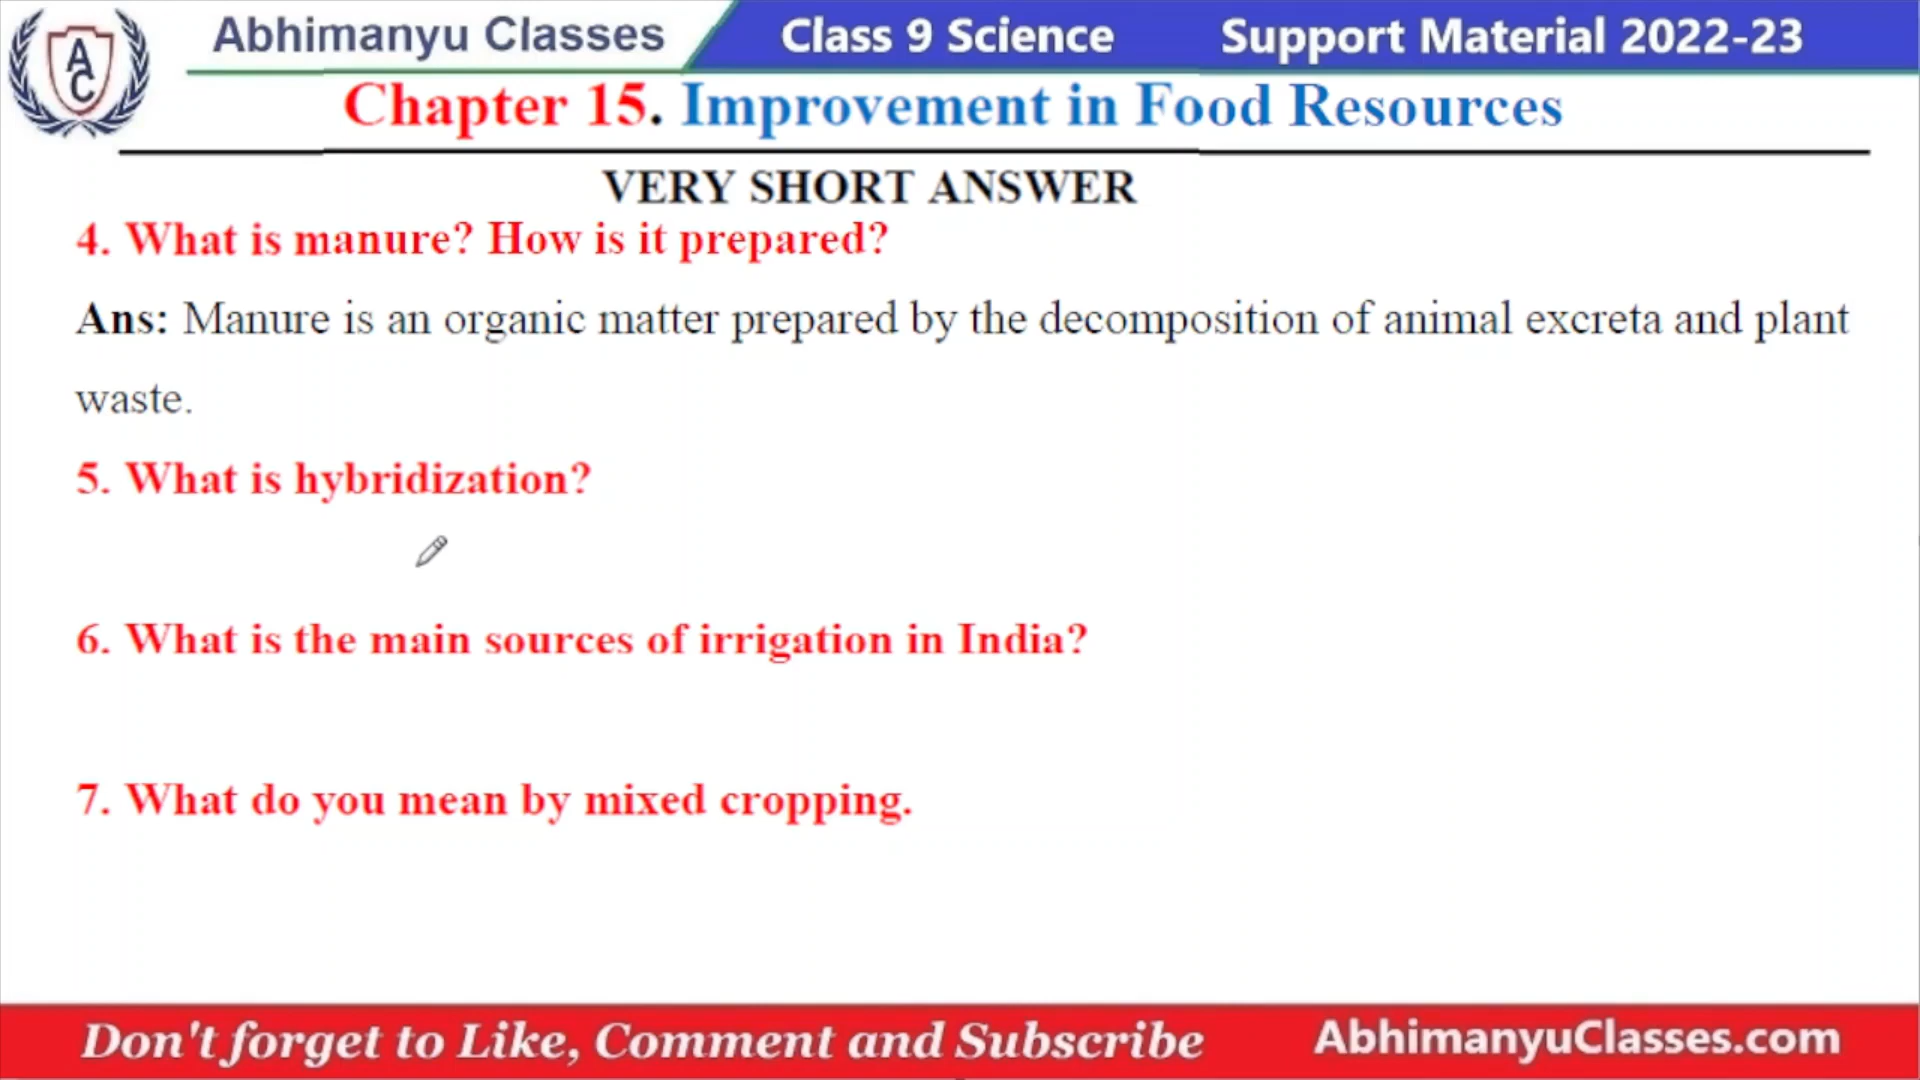 AC
Abhimanyu Classes
Class 9 Science
Support Material 2022-23
Chapter 15. Improvement in Food Resources
VERY SHORT ANSWER
4. What is manure? How is it prepared?
Ans: Manure is an organic matter prepared by the decomposition of animal excreta and plant
waste.
5. What is hybridization?
6. What is the main sources of irrigation in India?
7. What do you mean by mixed cropping.
Don't forget to Like, Comment and Subscribe
AbhimanyuClasses.com